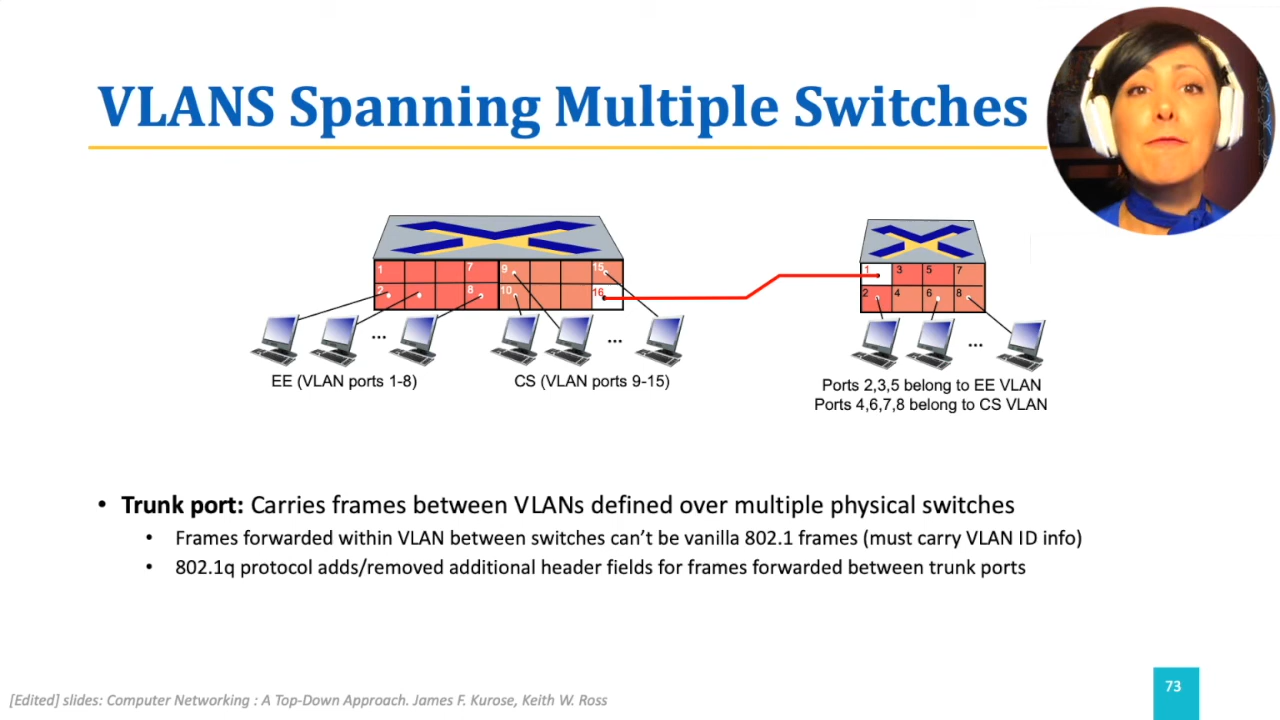 VLANS Spanning Multiple Switches
1 7 9 15
2 8 10 16
1 3 5 7
2 4 6 8
... ... ...
EE (VLAN ports 1-8)
CS (VLAN ports 9-15)
Ports 2,3,5 belong to EE VLAN
Ports 4,6,7,8 belong to CS VLAN
• Trunk port: Carries frames between VLANs defined over multiple physical switches
• Frames forwarded within VLAN between switches can't be vanilla 802.1 frames (must carry VLAN ID info)
• 802.1q protocol adds/removed additional header fields for frames forwarded between trunk ports
[Edited] slides: Computer Networking : A Top-Down Approach. James F. Kurose, Keith W. Ross
73